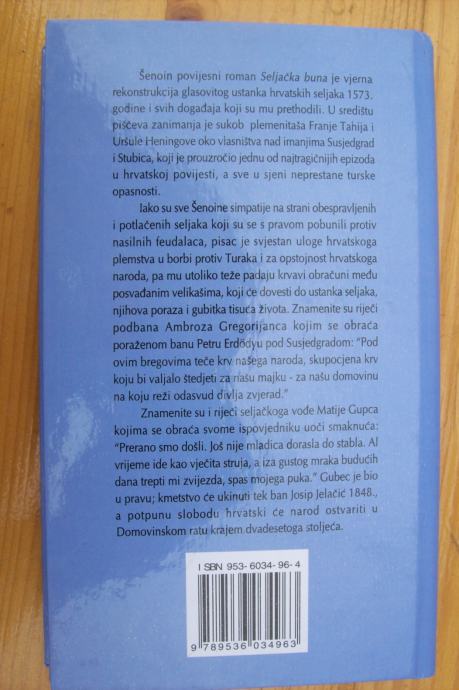 Šenoin povijesni roman Seljačka buna je vjerna
rekonstrukcija glasovitog ustanka hrvatskih seljaka 1573.
godine i svih događaja koji su mu prethodili. U središtu
piščeva zanimanja je sukob plemenitaša Franje Tahija i
Uršule Heningove oko vlasništva nad imanjima Susjedgrad
i Stubica, koji je prouzročio jednu od najtragičnijih epizoda
u hrvatskoj povijesti, a sve u sjeni neprestane turske
opasnosti.
Iako su sve Šenoine simpatije na strani obespravljenih
i potlačenih seljaka koji su se s pravom pobunili protiv
nasilnih feudalaca, pisac je svjestan uloge hrvatskoga
plemstva u borbi protiv Turaka i za opstojnost hrvatskoga
naroda, pa mu utoliko teže padaju krvavi obračuni među
posvađanim velikašima, koji će dovesti do ustanka seljaka,
njihova poraza i gubitka tisuća života. Znamenite su riječi
podbana Ambroza Gregorijanca kojim se obraća
poraženom banu Petru Erdödyu pod Susjedgradom: "Pod
ovim bregovima teče krv našega naroda, skupocjena krv
koju bi valjalo štedjeti za našu majku - za našu domovinu
na koju reži odasvud divlja zvjerad."
Znamenite su i riječi seljačkoga vođe Matije Gupca
kojima se obraća svome ispovjedniku uoči smaknuća:
"Prerano smo došli. Još nije mladica dorasla do stabla. Al
vrijeme ide kao vječita struja, a iza gustog mraka budućih
dana trepti mi zvijezda, spas mojega puka." Gubec je bio
u pravu; kmetstvo će ukinuti tek ban Josip Jelačić 1848.,
a potpunu slobodu hrvatski će narod ostvariti u
Domovinskom ratu krajem dvadesetoga stoljeća.
ISBN 953-6034-96-4
9 789536 034963